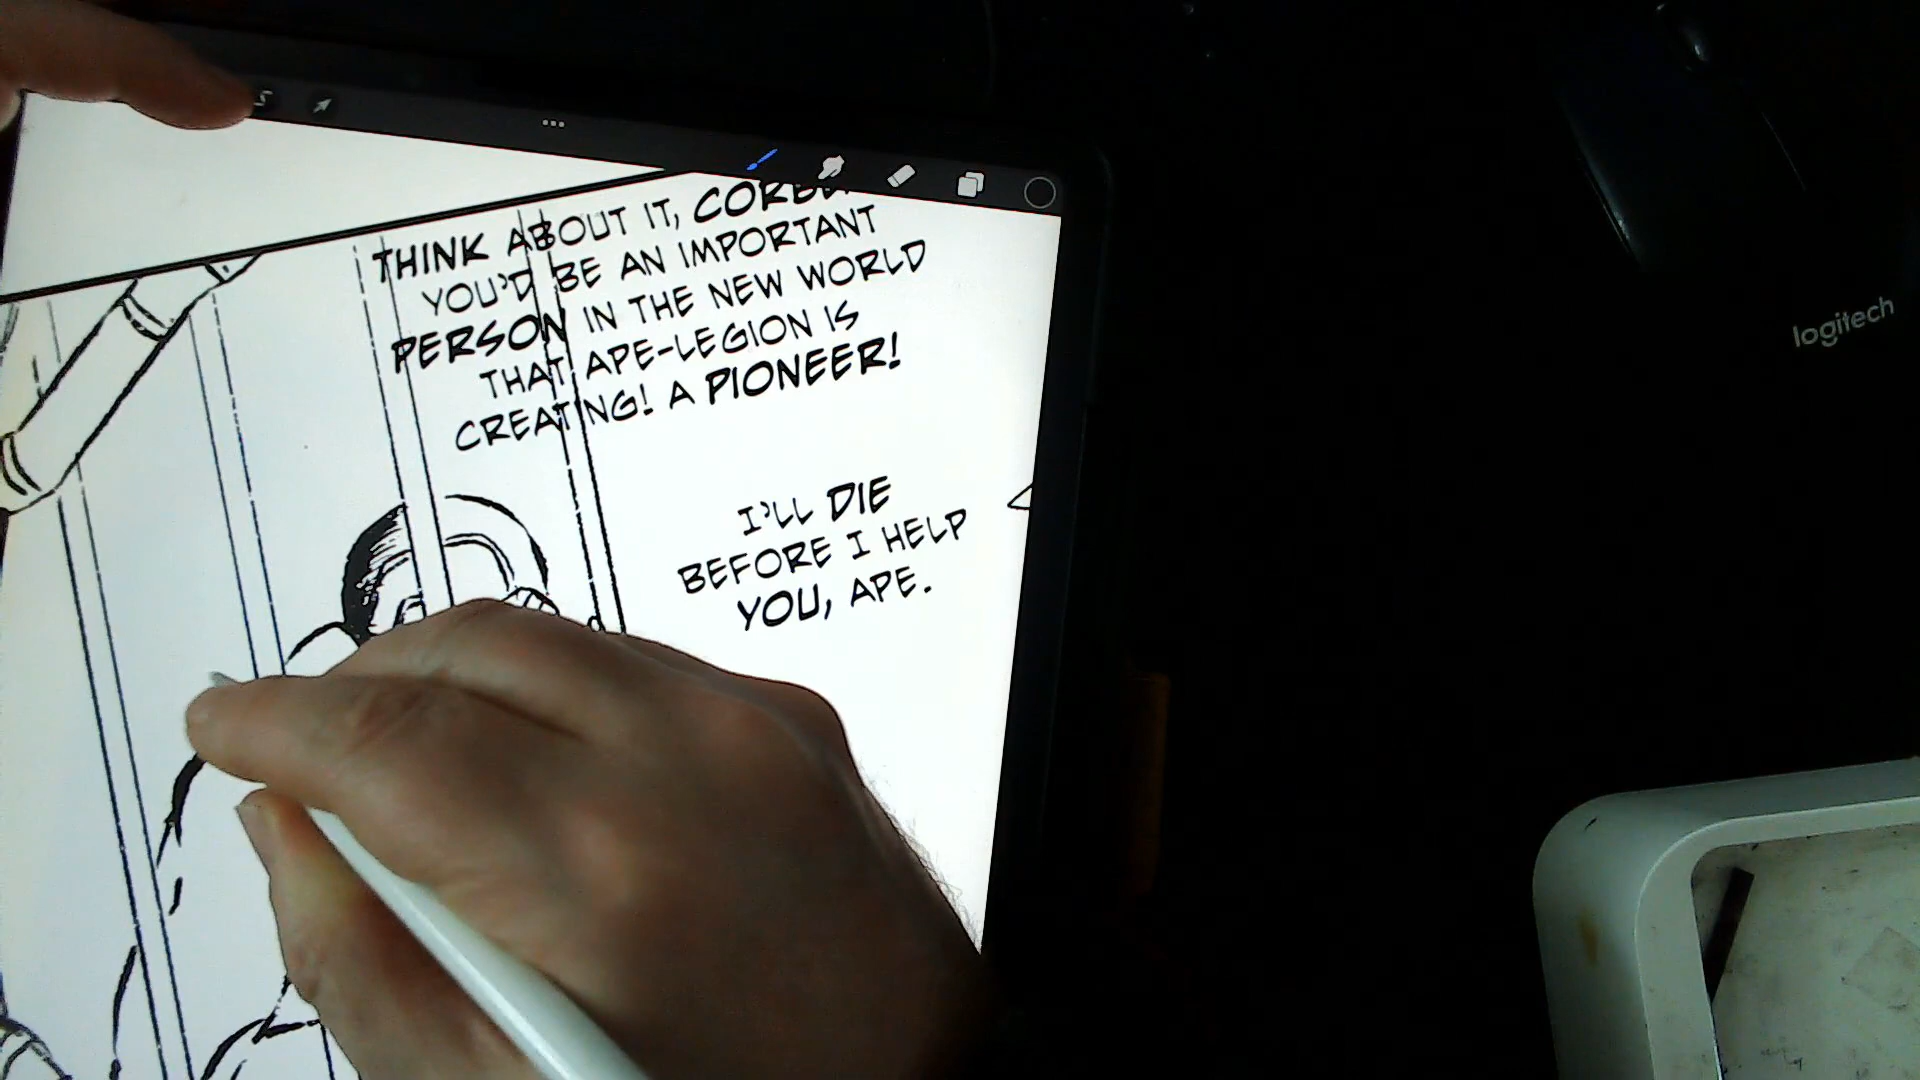 THINK ABOUT IT,
YOU'D BE AN IMPORTANT
PERSON IN THE NEW WORLD
THAT APE-LEGION IS
CREATING! A PIONEER!
I'LL DIE
BEFORE I HELP
YOU, APE.
logitech